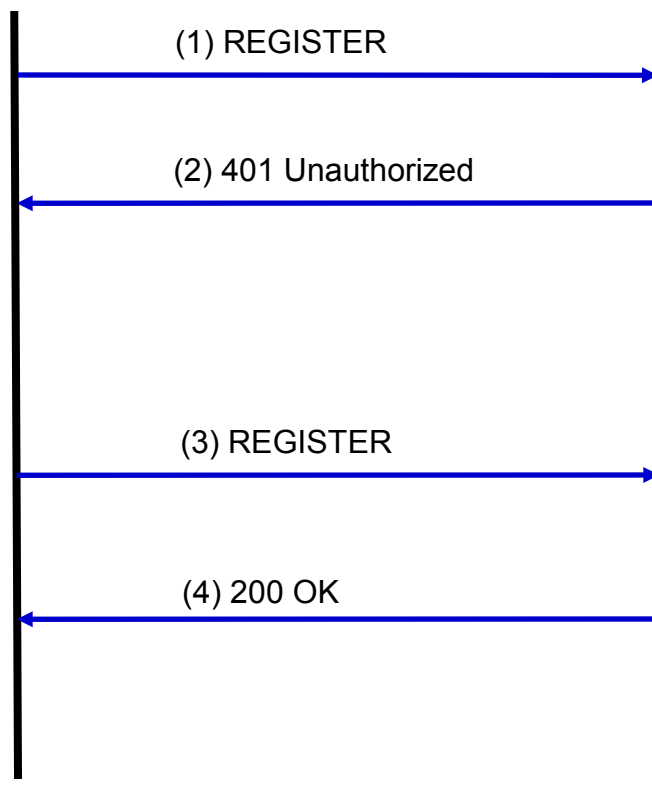 (1) REGISTER
(2) 401 Unauthorized
(3) REGISTER
(4) 200 OK